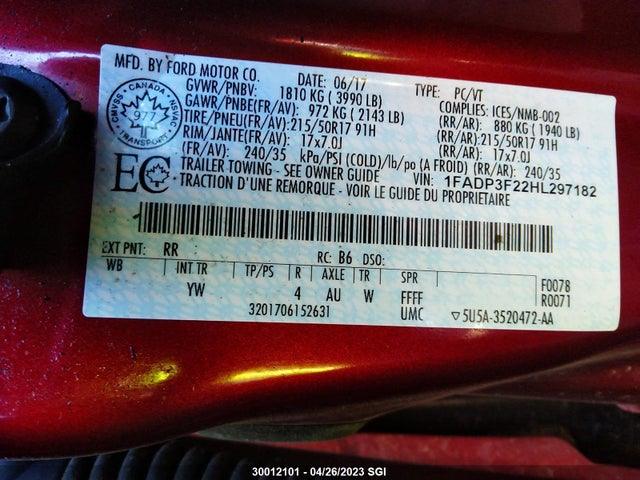 MFD. BY FORD MOTOR CO.
DATE: 06/17
TYPE: PC/VT
GVWR/PNBV: 1810 KG ( 3990 LB)
COMPLIES: ICES/NMB-002
GAWR/PNBE(FR/AV): 972 KG ( 2143 LB)
(RR/AR): 880 KG ( 1940 LB)
TIRE/PNEU(FR/AV): 215/50R17 91H
(RR/AR): 215/50R17 91H
RIM/JANTE(FR/AV): 17x7.0J
(RR/AR): 17x7.0J
(FR/AV): 240/35 kPa/PSI (COLD)/lb/po (A FROID) (RR/AR): 240/35
TRAILER TOWING - SEE OWNER GUIDE
VIN: 1FADP3F22HL297182
TRACTION D'UNE REMORQUE - VOIR LE GUIDE DU PROPRIETAIRE
CMVSS CANADA NSVAC
977
TRANSPORT
EC
EXT PNT: RR
RC: B6 DSO:
WB INT TR TP/PS R AXLE TR SPR
F0078
YW 4 AU W FFFF
R0071
3201706152631
UMC
▽5U5A-3520472-AA
30012101 - 04/26/2023 SGI